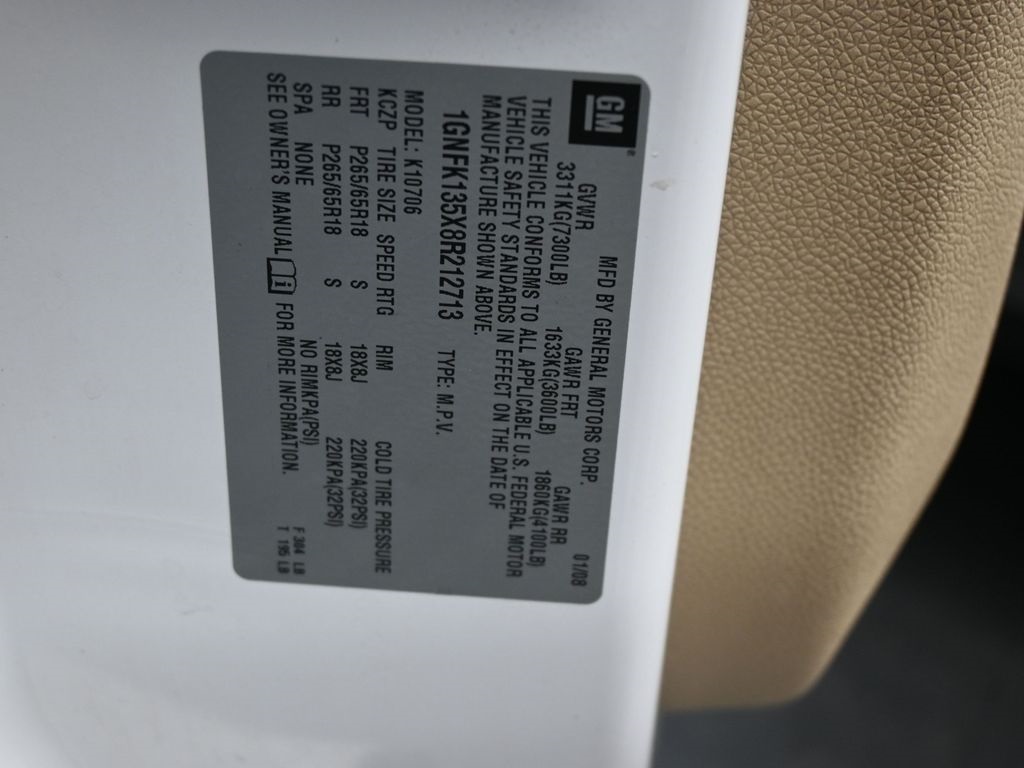 GM
MFD BY GENERAL MOTORS CORP. 01/08
GVWR GAWR FRT GAWR RR
3311KG(7300LB) 1633KG(3600LB) 1860KG(4100LB)
THIS VEHICLE CONFORMS TO ALL APPLICABLE U.S. FEDERAL MOTOR
VEHICLE SAFETY STANDARDS IN EFFECT ON THE DATE OF
MANUFACTURE SHOWN ABOVE.
1GNFK135X8R212713 TYPE: M.P.V.
MODEL: K10706
KCZP TIRE SIZE SPEED RTG RIM COLD TIRE PRESSURE
FRT P265/65R18 S 18X8J 220KPA(32PSI)
RR P265/65R18 S 18X8J 220KPA(32PSI)
SPA NONE NO RIMKPA(PSI)
SEE OWNER'S MANUAL i FOR MORE INFORMATION.
F 384 LB
T 195 LB